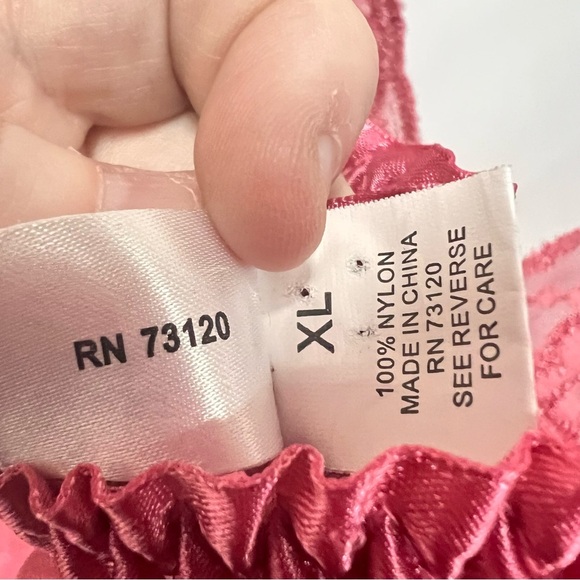 RN 73120
XL
100% NYLON
MADE IN CHINA
RN 73120
SEE REVERSE
FOR CARE